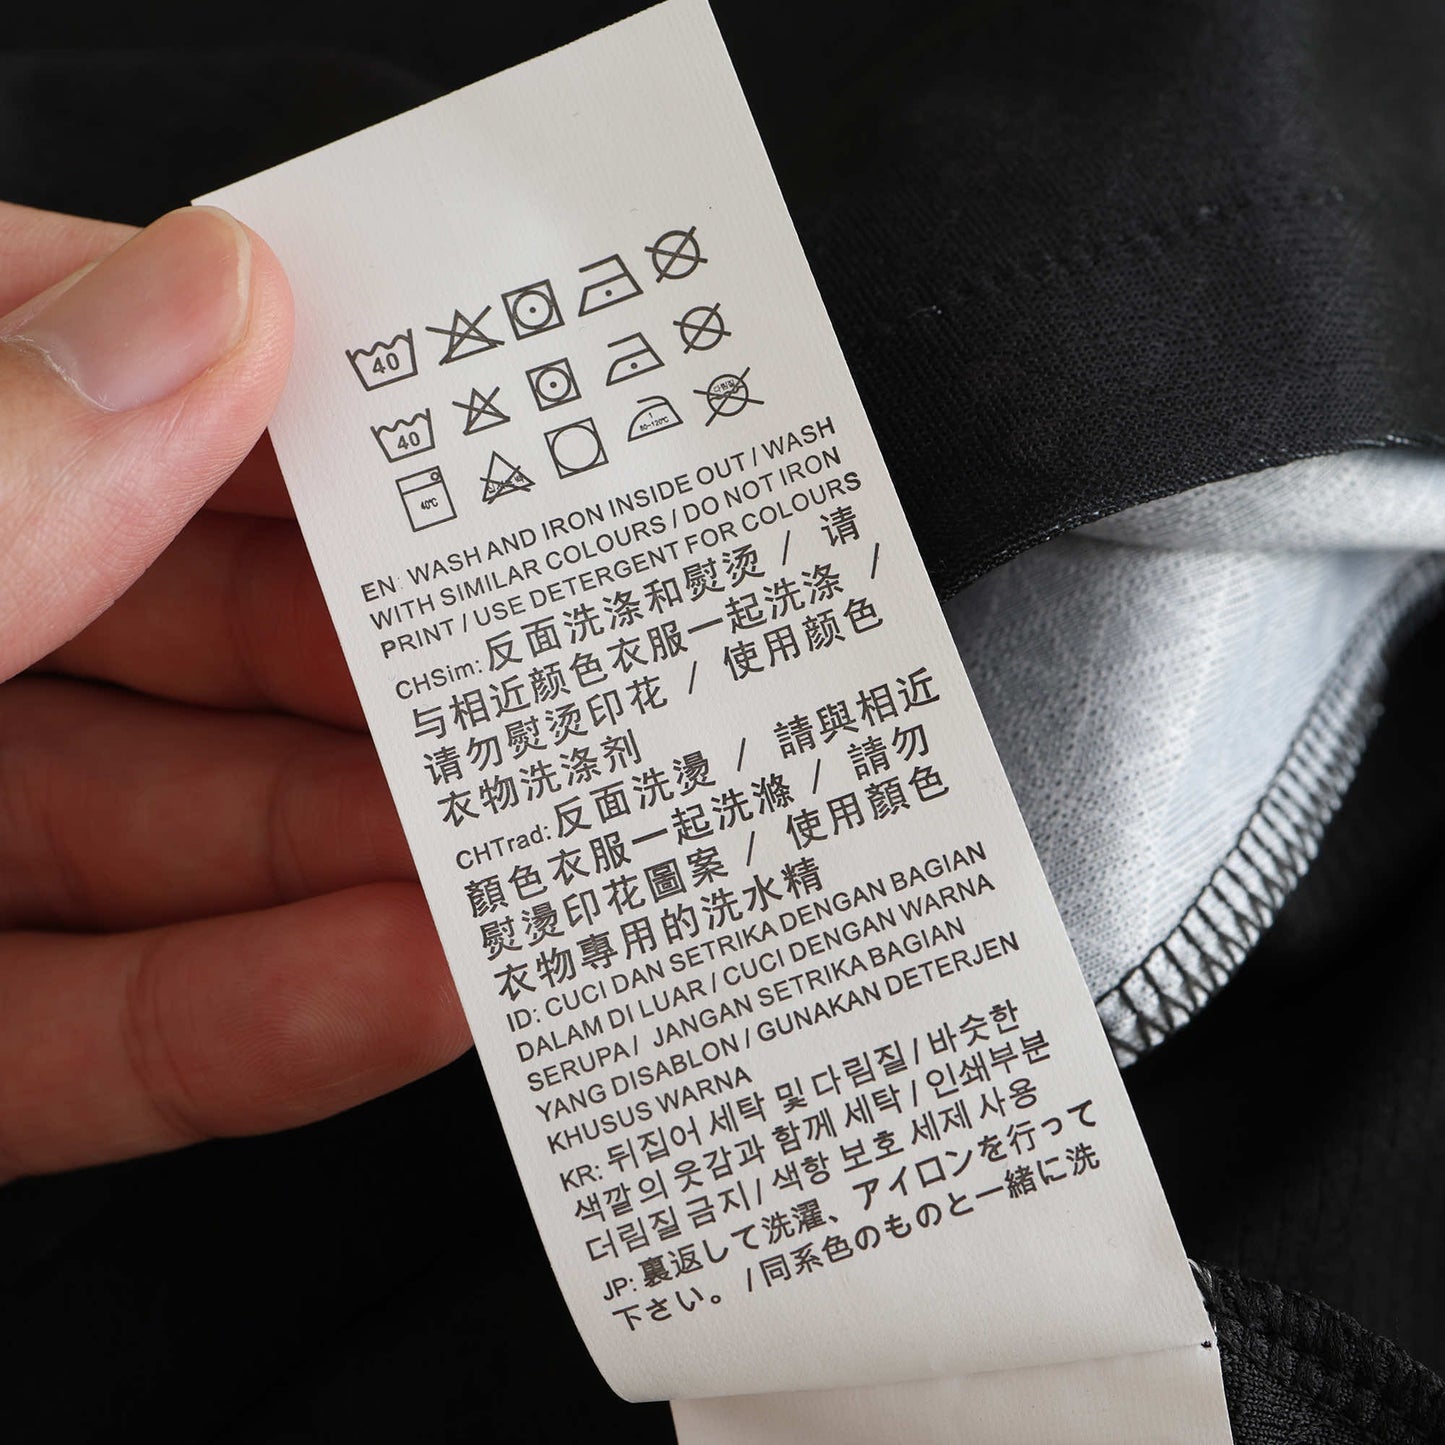 40
40
40℃
1
80~120℃
EN: WASH AND IRON INSIDE OUT / WASH
WITH SIMILAR COLOURS / DO NOT IRON
PRINT / USE DETERGENT FOR COLOURS
CHSim: 反面洗涤和熨烫 / 请
与相近颜色衣服一起洗涤 /
请勿熨烫印花 / 使用颜色
衣物洗涤剂
CHTrad: 反面洗燙 / 請與相近
顏色衣服一起洗滌 / 請勿
熨燙印花圖案 / 使用顏色
衣物專用的洗水精
ID: CUCI DAN SETRIKA DENGAN BAGIAN
DALAM DI LUAR / CUCI DENGAN WARNA
SERUPA / JANGAN SETRIKA BAGIAN
YANG DISABLON / GUNAKAN DETERJEN
KHUSUS WARNA
KR: 뒤집어 세탁 및 다림질 / 바슷한
색깔의 옷감과 함께 세탁 / 인쇄부분
더림질 금지 / 색항 보호 세제 사용
JP: 裏返して洗濯、アイロンを行って
下さい。 / 同系色のものと一緒に洗